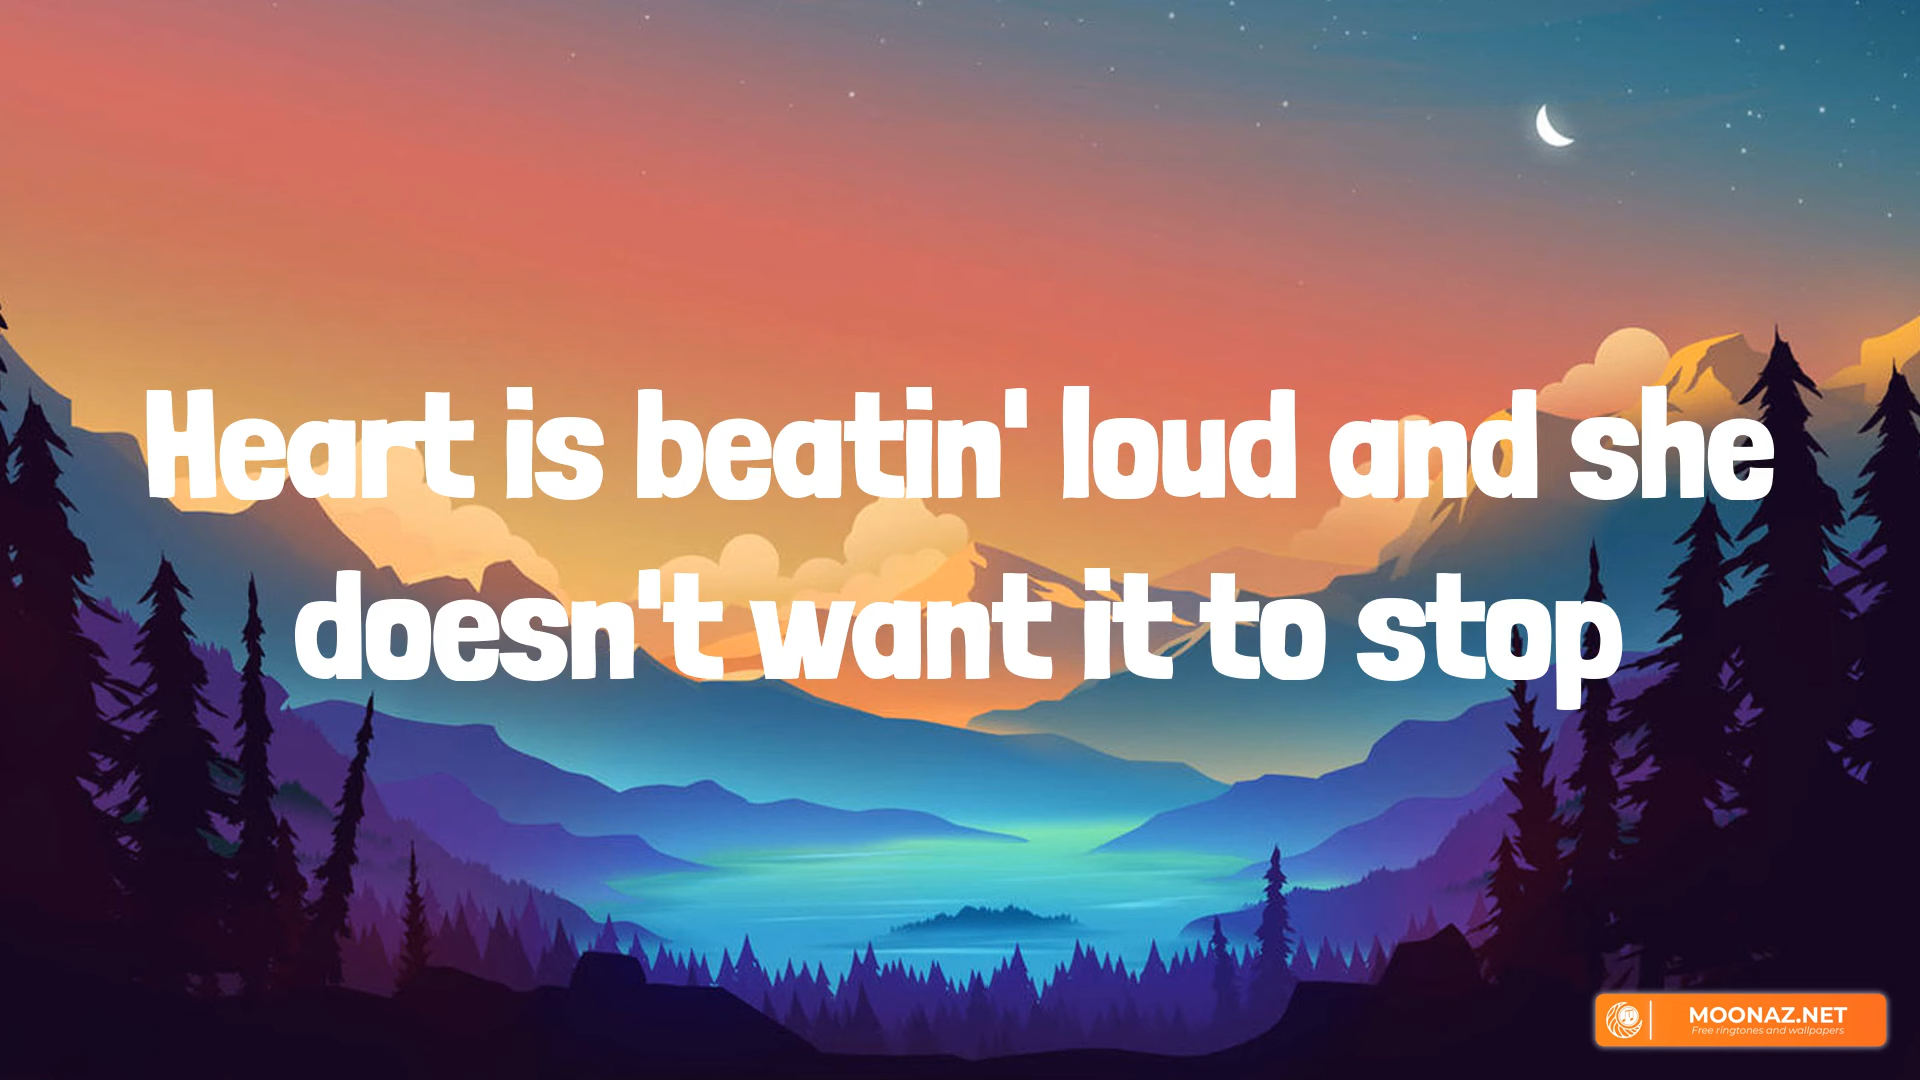 Heart is beatin' loud and she
doesn't want it to stop
MOONAZ.NET
Free ringtones and wallpapers